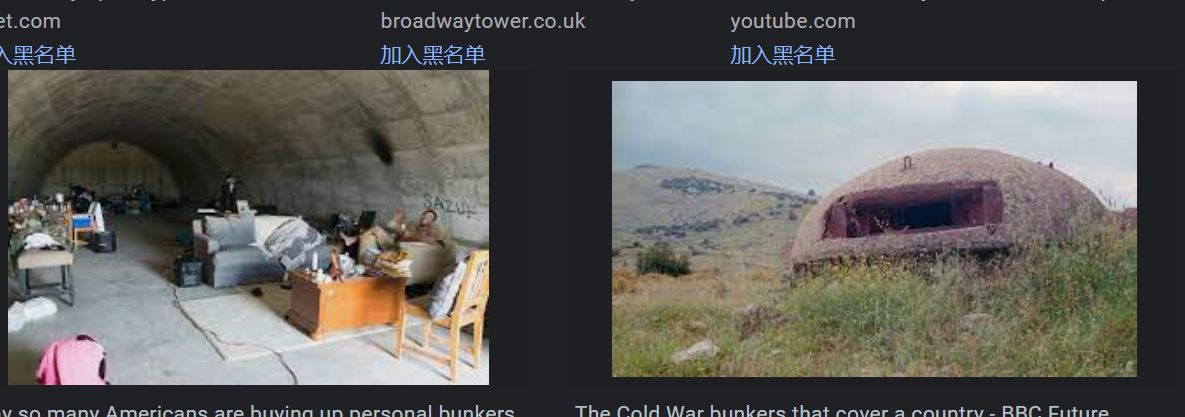 et.com
broadwaytower.co.uk
youtube.com
入黑名单
加入黑名单
加入黑名单
SAZUL
y so many Americans are buying up personal bunkers
The Cold War bunkers that cover a country - BBC Future